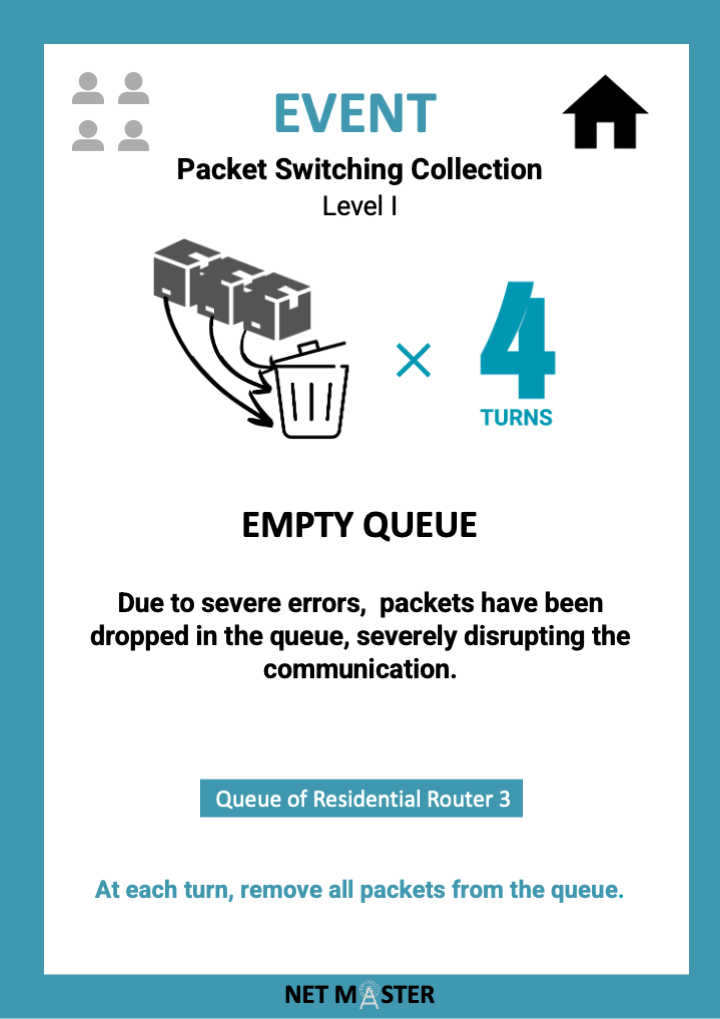 EVENT
Packet Switching Collection
Level I
× 4
TURNS
EMPTY QUEUE
Due to severe errors,  packets have been
dropped in the queue, severely disrupting the
communication.
Queue of Residential Router 3
At each turn, remove all packets from the queue.
NET MASTER